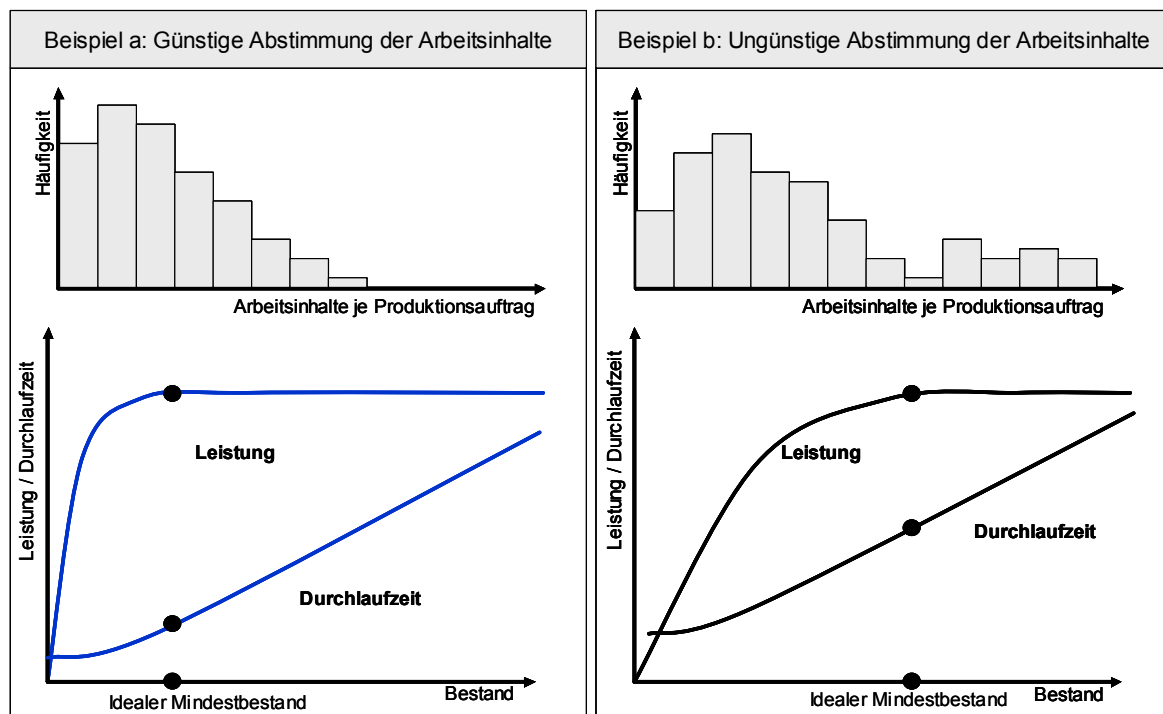 Beispiel a: Günstige Abstimmung der Arbeitsinhalte
Häufigkeit
Arbeitsinhalte je Produktionsauftrag
Leistung / Durchlaufzeit
Leistung
Durchlaufzeit
Idealer Mindestbestand
Bestand
Beispiel b: Ungünstige Abstimmung der Arbeitsinhalte
Häufigkeit
Arbeitsinhalte je Produktionsauftrag
Leistung / Durchlaufzeit
Leistung
Durchlaufzeit
Idealer Mindestbestand
Bestand